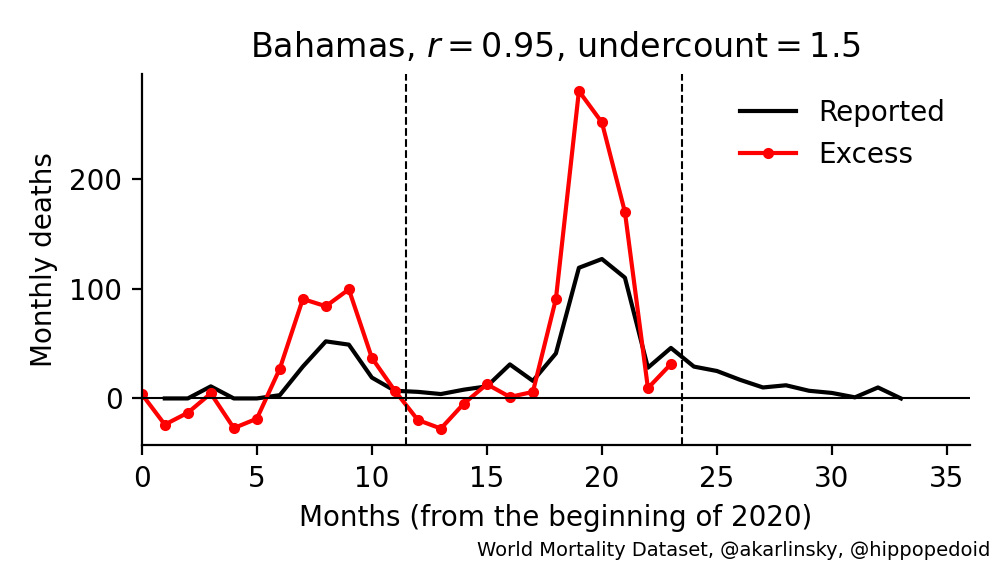 Bahamas, r = 0.95, undercount = 1.5
Monthly deaths
200
100
0
Reported
Excess
0 5 10 15 20 25 30 35
Months (from the beginning of 2020)
World Mortality Dataset, @akarlinsky, @hippopedoid